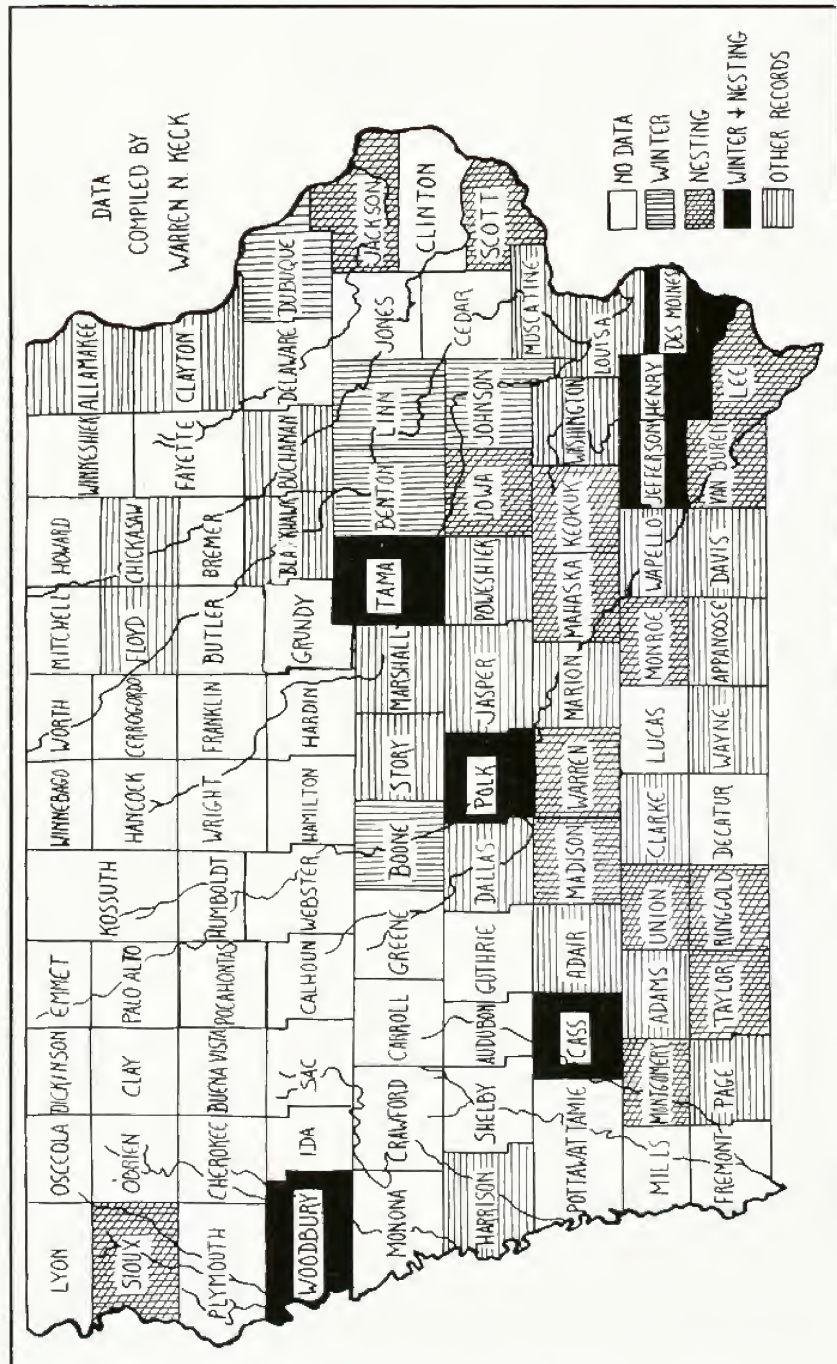 DATA
COMPILED BY
WARREN N. KECK
LYON
OSCEOLA
DICKINSON
EMMET
KOSSUTH
WINNEBAGO
WORTH
MITCHELL
HOWARD
WINNESHIEK
ALLAMAKEE
SIOUX
O'BRIEN
CLAY
PALO ALTO
HANCOCK
CERROGORDO
FLOYD
CHICKASAW
FAYETTE
CLAYTON
PLYMOUTH
CHEROKEE
BUENA VISTA
POCAHONTAS
HUMBOLDT
WRIGHT
FRANKLIN
BUTLER
BREMER
WOODBURY
IDA
SAC
CALHOUN
WEBSTER
HAMILTON
HARDIN
GRUNDY
BLA. KHAWK
BUCHANAN
DELAWARE
DUBUQUE
MONONA
CRAWFORD
CARROLL
GREENE
BOONE
STORY
MARSHALL
TAMA
BENTON
LINN
JONES
JACKSON
CLINTON
HARRISON
SHELBY
AUDUBON
GUTHRIE
DALLAS
POLK
JASPER
POWESHIEK
IOWA
JOHNSON
CEDAR
SCOTT
MUSCATINE
POTTAWATTAMIE
CASS
ADAIR
MADISON
WARREN
MARION
MAHASKA
KEOKUK
WASHINGTON
LOUISA
MILLS
MONTGOMERY
ADAMS
UNION
CLARKE
LUCAS
MONROE
WAPELLO
JEFFERSON
HENRY
DES MOINES
FREMONT
PAGE
TAYLOR
RINGGOLD
DECATUR
WAYNE
APPANOOSE
DAVIS
VAN BUREN
LEE
NO DATA
WINTER
NESTING
WINTER + NESTING
OTHER RECORDS